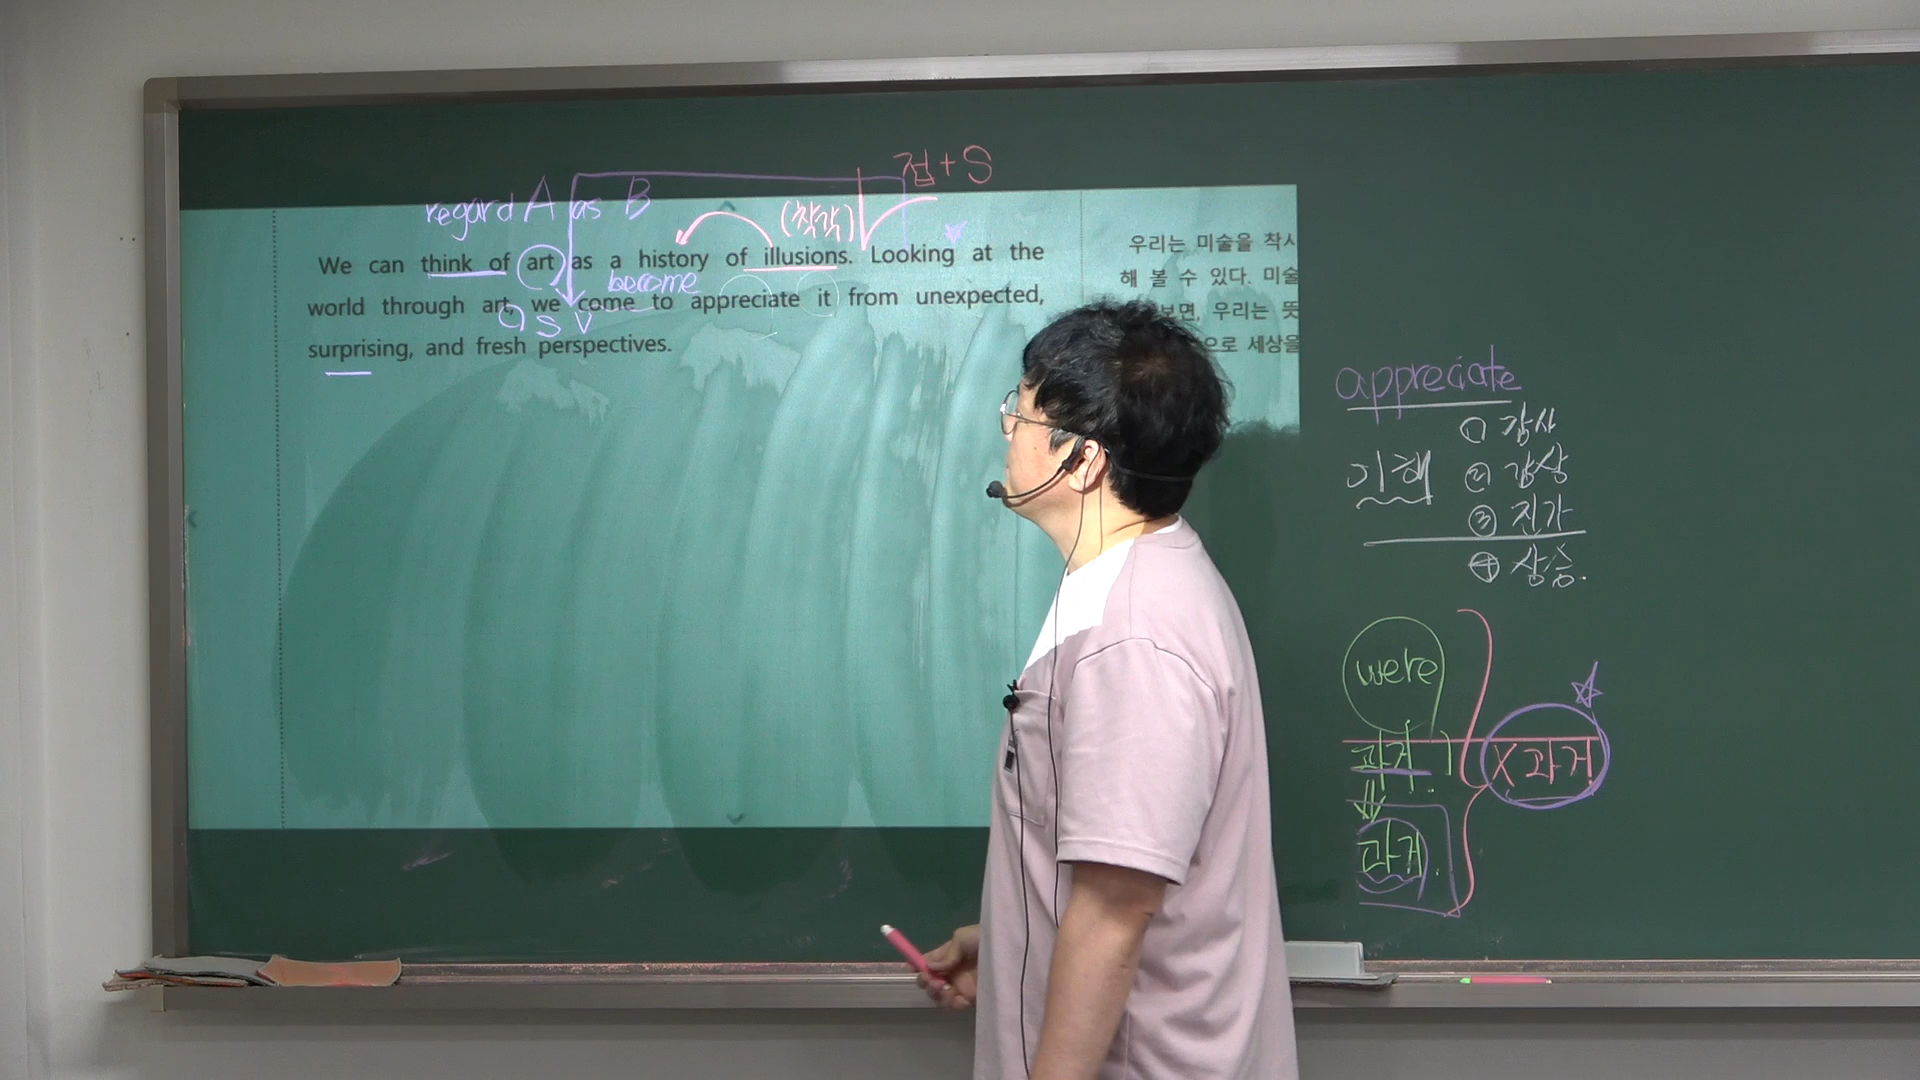 접+S
regard A as B
(착각)
We can think of art as a history of illusions. Looking at the
become
world through art, we come to appreciate it from unexpected,
S V
surprising, and fresh perspectives.
우리는 미술을 착시
해 볼 수 있다. 미술
보면, 우리는 뜻
으로 세상을
appreciate
① 감사
이해 ② 감상
③ 진가
④ 상승.
were
과거 X 과거
과거.